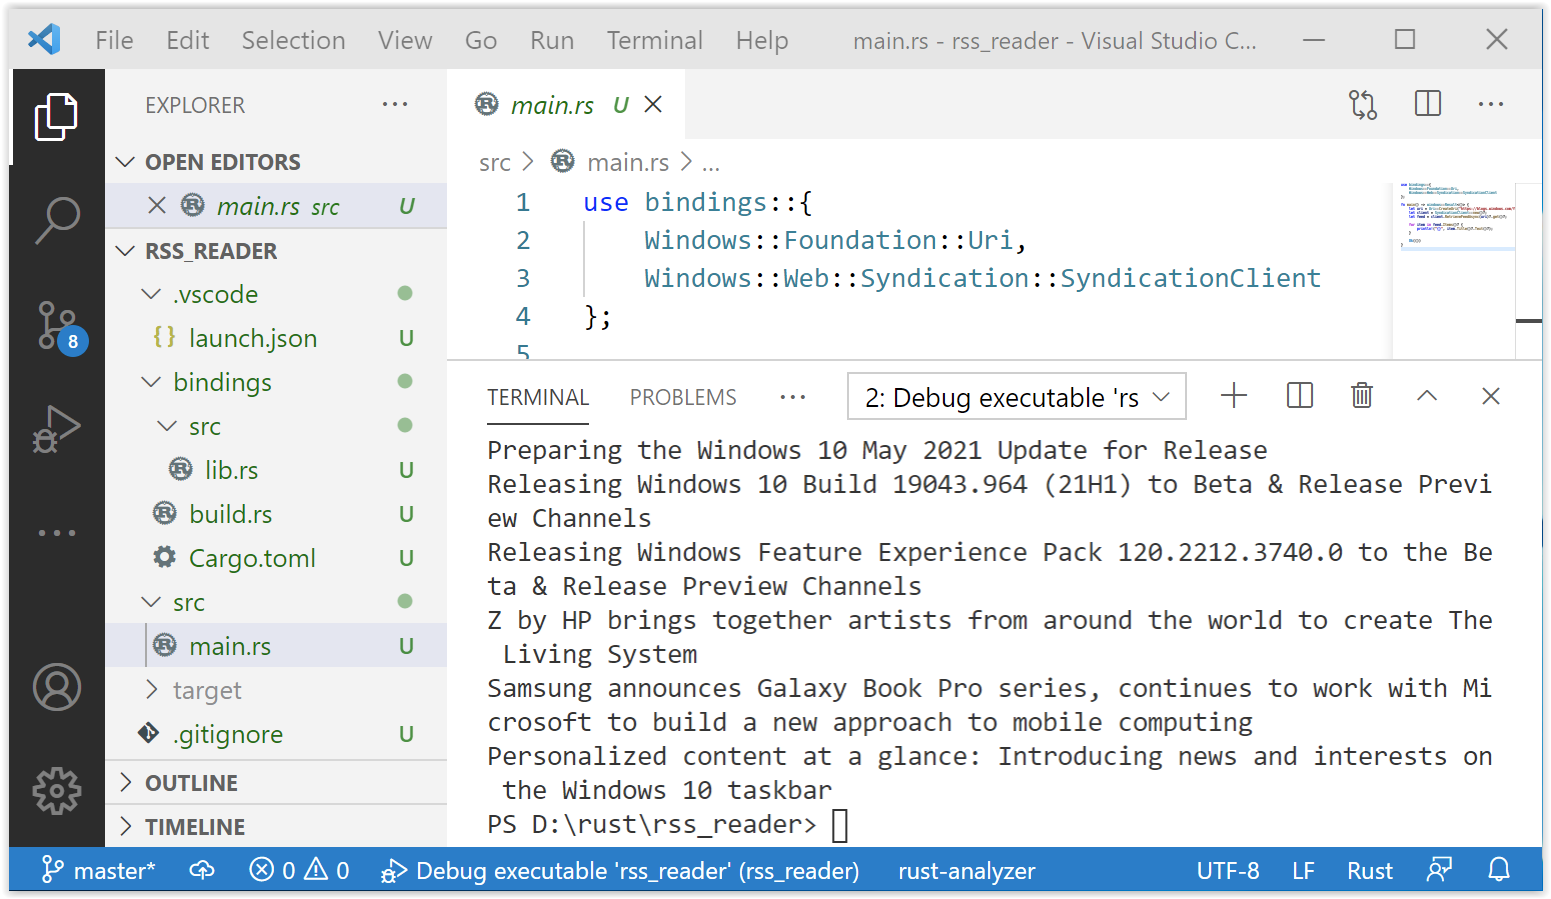 File Edit Selection View Go Run Terminal Help main.rs - rss_reader - Visual Studio C...
EXPLORER
OPEN EDITORS
main.rs src U
RSS_READER
.vscode
{} launch.json U
bindings
src
lib.rs U
build.rs U
Cargo.toml U
src
main.rs U
target
.gitignore U
OUTLINE
TIMELINE
8
main.rs U
src > main.rs > ...
1 use bindings::{
2 Windows::Foundation::Uri,
3 Windows::Web::Syndication::SyndicationClient
4 };
5
TERMINAL PROBLEMS ... 2: Debug executable 'rs
Preparing the Windows 10 May 2021 Update for Release
Releasing Windows 10 Build 19043.964 (21H1) to Beta & Release Previ
ew Channels
Releasing Windows Feature Experience Pack 120.2212.3740.0 to the Be
ta & Release Preview Channels
Z by HP brings together artists from around the world to create The
Living System
Samsung announces Galaxy Book Pro series, continues to work with Mi
crosoft to build a new approach to mobile computing
Personalized content at a glance: Introducing news and interests on
the Windows 10 taskbar
PS D:\rust\rss_reader>
master* 0 0 Debug executable 'rss_reader' (rss_reader) rust-analyzer UTF-8 LF Rust